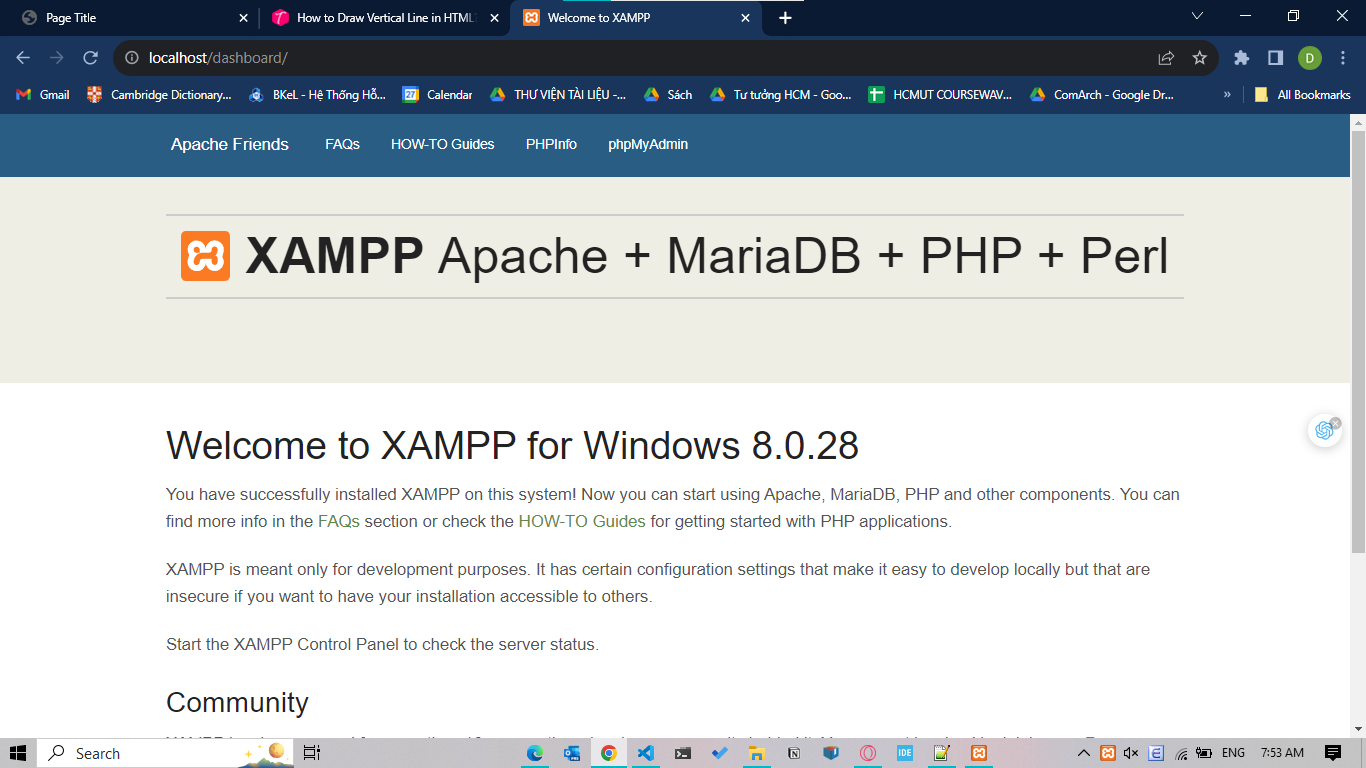 Page Title
How to Draw Vertical Line in HTML
Welcome to XAMPP
localhost/dashboard/
D
Gmail
Cambridge Dictionary...
BKeL - Hệ Thống Hỗ...
27
Calendar
THƯ VIỆN TÀI LIỆU -...
Sách
Tư tưởng HCM - Goo...
HCMUT COURSEWAV...
ComArch - Google Dr...
»
All Bookmarks
Apache Friends
FAQs
HOW-TO Guides
PHPInfo
phpMyAdmin
XAMPP Apache + MariaDB + PHP + Perl
Welcome to XAMPP for Windows 8.0.28
You have successfully installed XAMPP on this system! Now you can start using Apache, MariaDB, PHP and other components. You can
find more info in the FAQs section or check the HOW-TO Guides for getting started with PHP applications.
XAMPP is meant only for development purposes. It has certain configuration settings that make it easy to develop locally but that are
insecure if you want to have your installation accessible to others.
Start the XAMPP Control Panel to check the server status.
Community
Search
IDE
ENG
7:53 AM